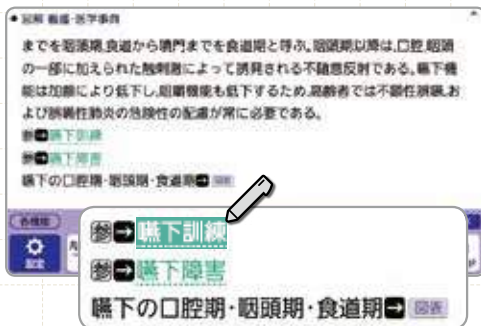 ●図解 看護・医学事典
までを咽頭期、食道から噴門までを食道期と呼ぶ。咽頭期以降は、口腔、咽頭
の一部に加えられた触刺激によって誘発される不随意反射である。嚥下機
能は加齢により低下し、咀嚼機能も低下するため、高齢者では不顕性誤嚥、お
よび誤嚥性肺炎の危険性の配慮が常に必要である。
参➡嚥下訓練
参➡嚥下障害
嚥下の口腔期・咽頭期・食道期➡図表
各機能
設定
参➡嚥下訓練
参➡嚥下障害
嚥下の口腔期・咽頭期・食道期➡図表